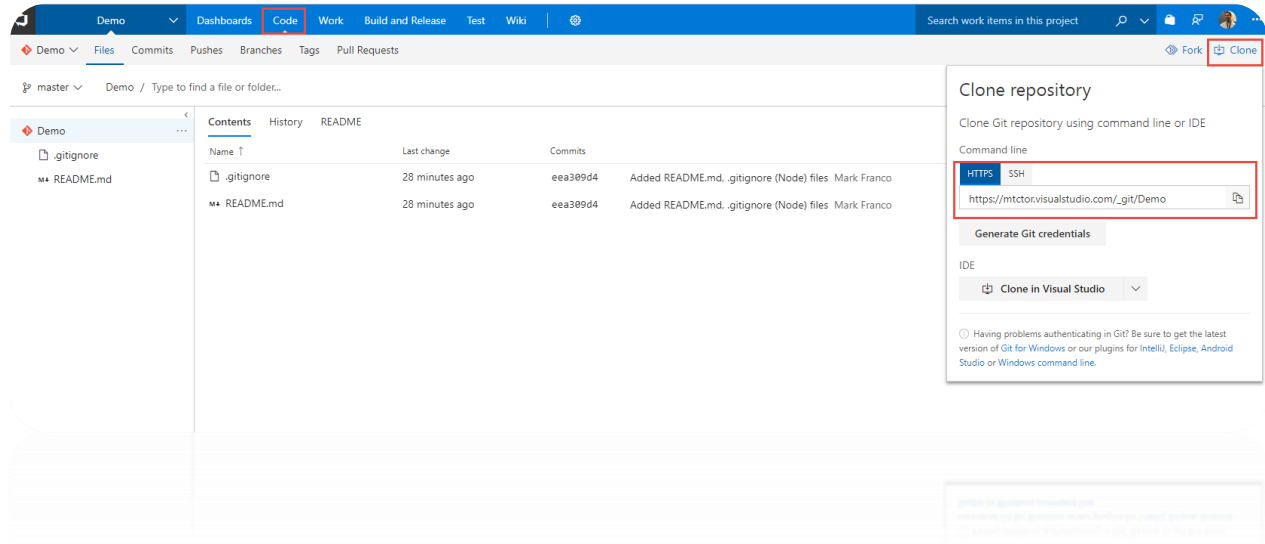 Demo Dashboards Code Work Build and Release Test Wiki Search work items in this project
Demo Files Commits Pushes Branches Tags Pull Requests Fork Clone
master Demo / Type to find a file or folder...
Demo ...
.gitignore
M↓ README.md
Contents History README
Name ↑ Last change Commits
.gitignore 28 minutes ago eea309d4 Added README.md, .gitignore (Node) files Mark Franco
M↓ README.md 28 minutes ago eea309d4 Added README.md, .gitignore (Node) files Mark Franco
Clone repository
Clone Git repository using command line or IDE
Command line
HTTPS SSH
https://mtctor.visualstudio.com/_git/Demo
Generate Git credentials
IDE
Clone in Visual Studio
Having problems authenticating in Git? Be sure to get the latest
version of Git for Windows or our plugins for IntelliJ, Eclipse, Android
Studio or Windows command line.